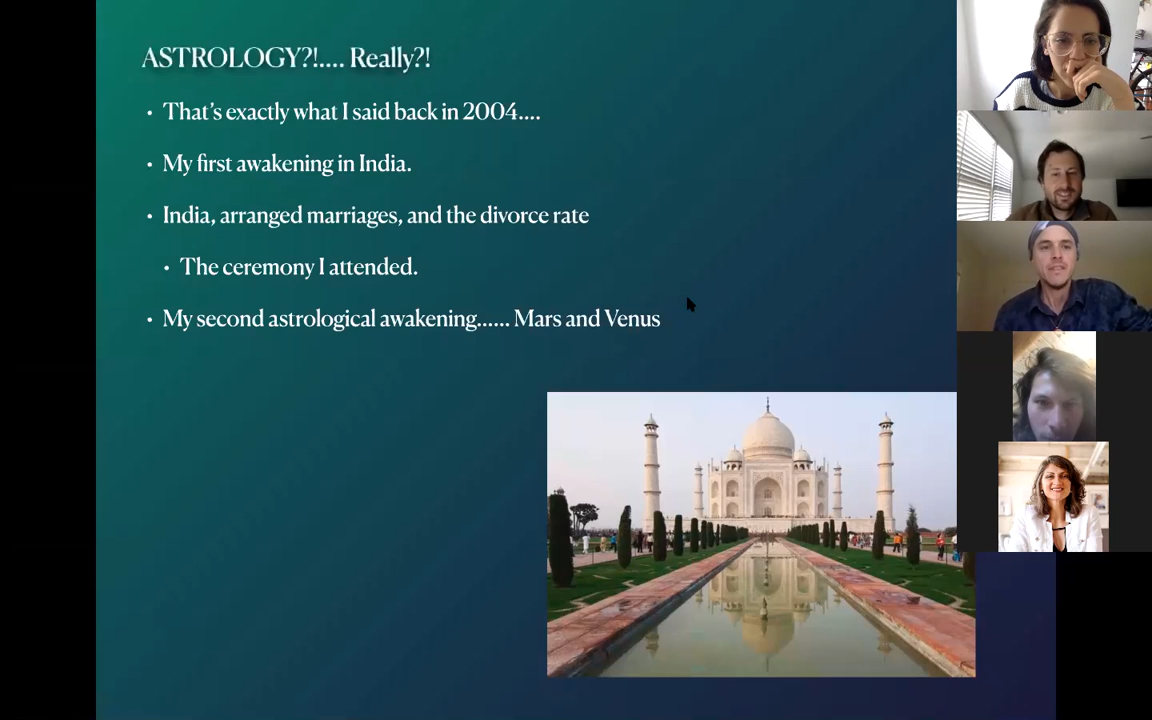 ASTROLOGY?!.... Really?!
• That’s exactly what I said back in 2004....
• My first awakening in India.
• India, arranged marriages, and the divorce rate
• The ceremony I attended.
• My second astrological awakening...... Mars and Venus